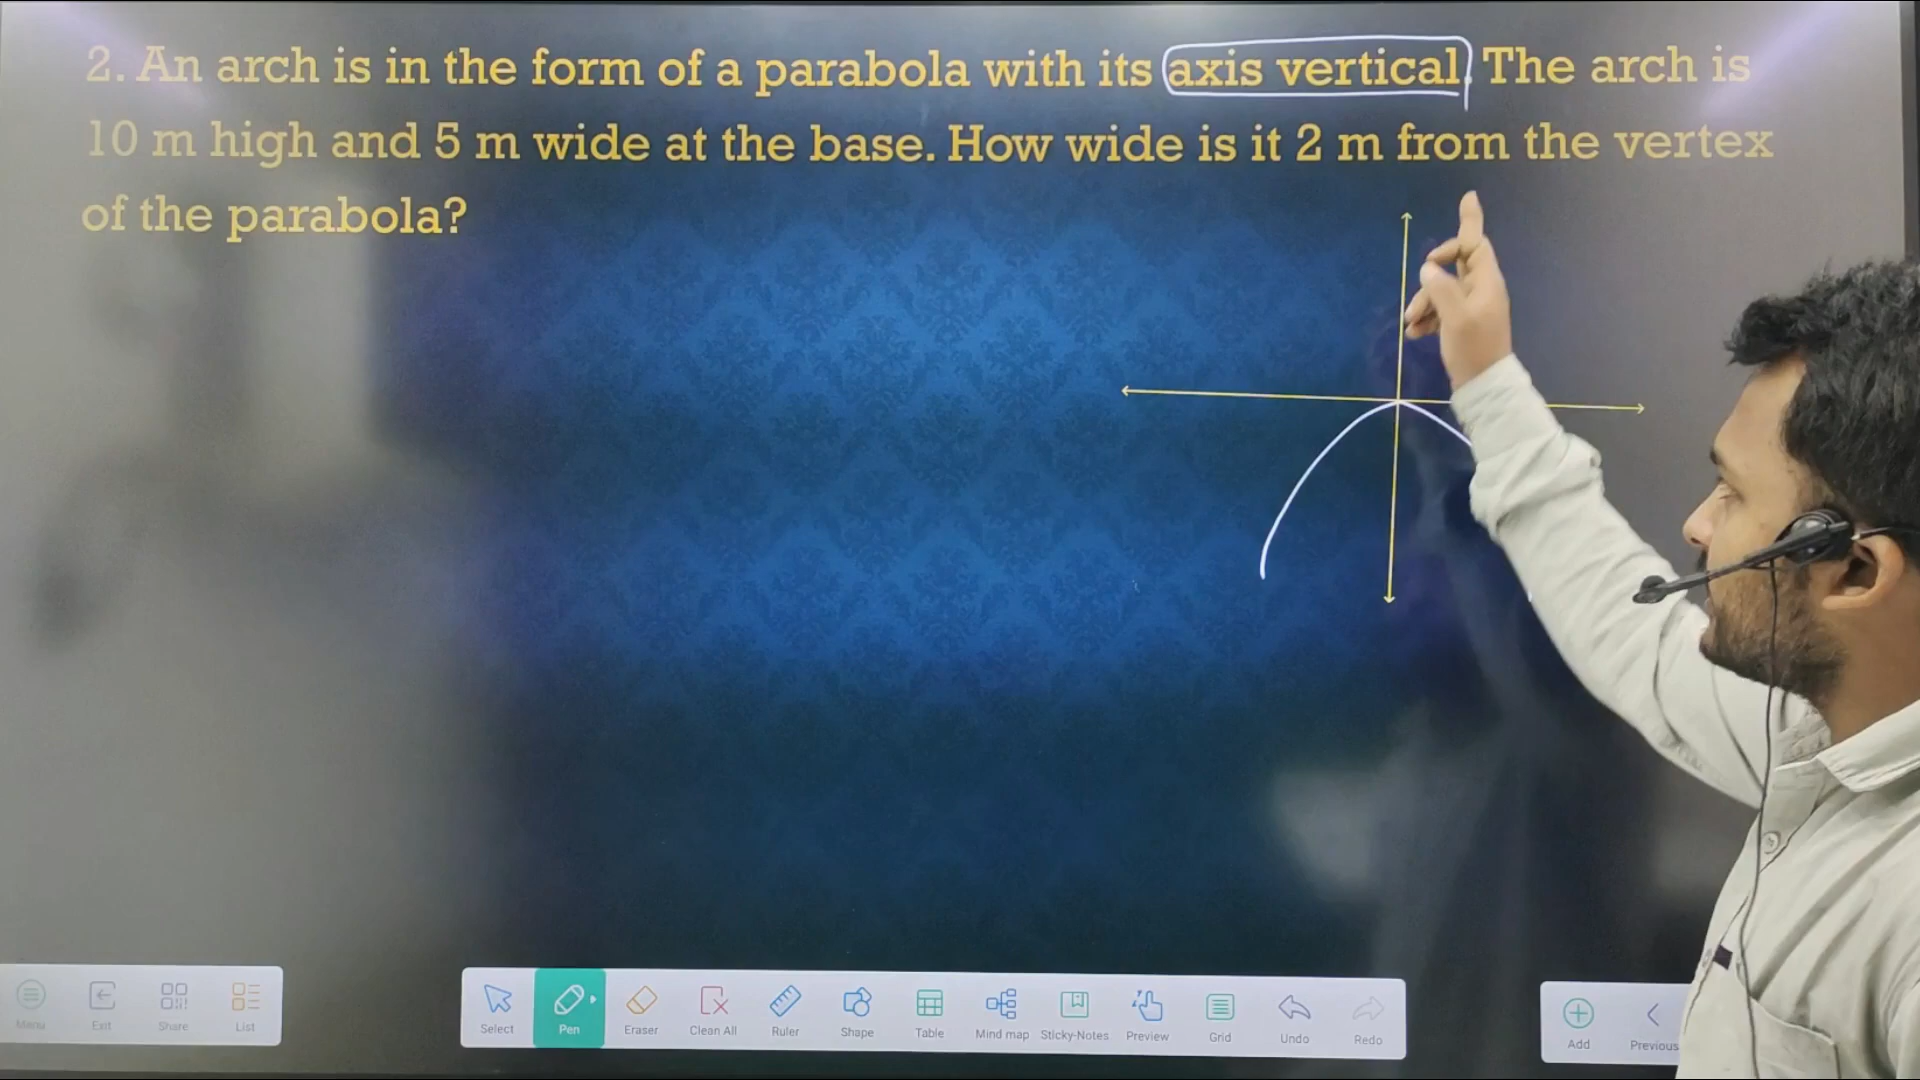 2. An arch is in the form of a parabola with its axis vertical. The arch is
10 m high and 5 m wide at the base. How wide is it 2 m from the vertex
of the parabola?
Menu Exit Share List
Select Pen Eraser Clean All Ruler Shape Table Mind map Sticky-Notes Preview Grid Undo Redo
Add Previous